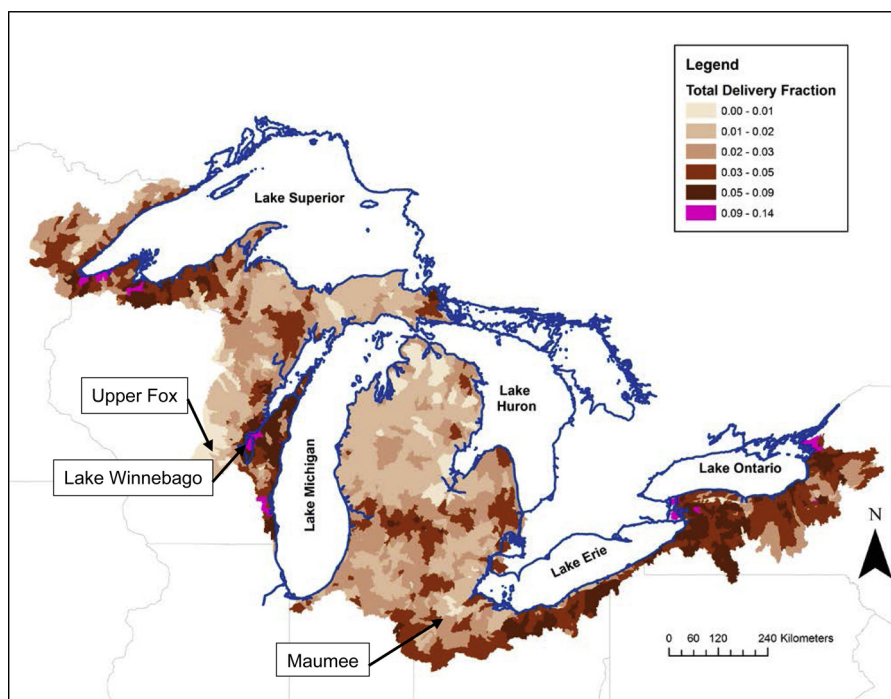 Legend
Total Delivery Fraction
0.00 - 0.01
0.01 - 0.02
0.02 - 0.03
0.03 - 0.05
0.05 - 0.09
0.09 - 0.14
Lake Superior
Upper Fox
Lake Winnebago
Lake Michigan
Lake
Huron
Lake Ontario
Lake Erie
Maumee
N
0 60 120 240 Kilometers